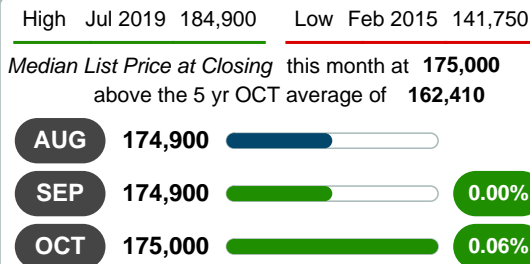 High Jul 2019 184,900 Low Feb 2015 141,750
Median List Price at Closing this month at 175,000
above the 5 yr OCT average of 162,410
AUG 174,900
SEP 174,900 0.00%
OCT 175,000 0.06%